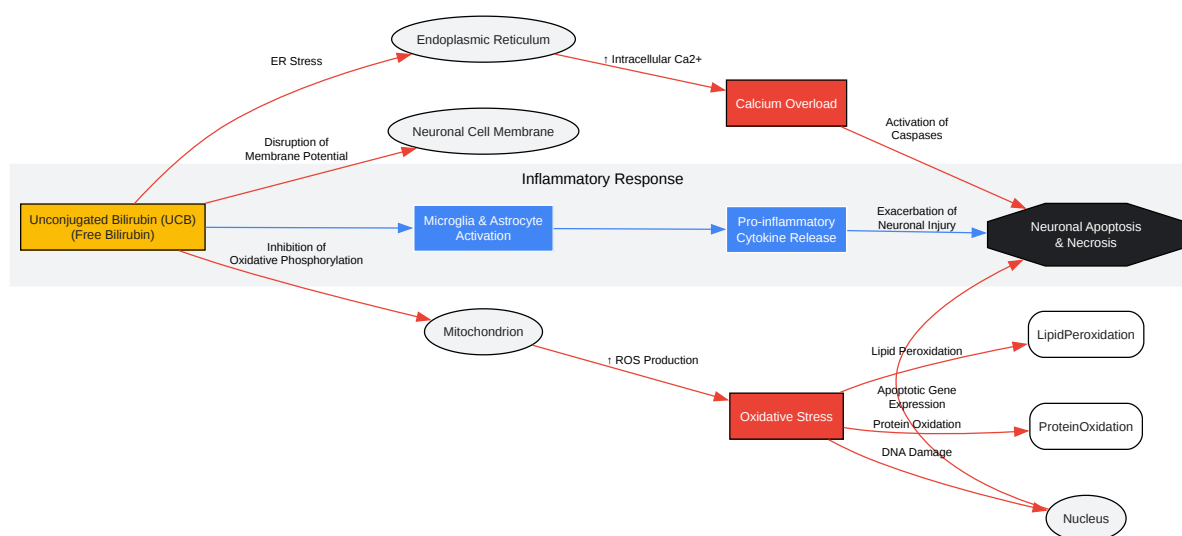 Endoplasmic Reticulum
ER Stress
↑ Intracellular Ca2+
Calcium Overload
Neuronal Cell Membrane
Disruption of
Membrane Potential
Activation of
Caspases
Inflammatory Response
Unconjugated Bilirubin (UCB)
(Free Bilirubin)
Microglia & Astrocyte
Activation
Pro-inflammatory
Cytokine Release
Exacerbation of
Neuronal Injury
Neuronal Apoptosis
& Necrosis
Inhibition of
Oxidative Phosphorylation
Mitochondrion
↑ ROS Production
Oxidative Stress
Lipid Peroxidation
LipidPeroxidation
Apoptotic Gene
Expression
Protein Oxidation
ProteinOxidation
DNA Damage
Nucleus